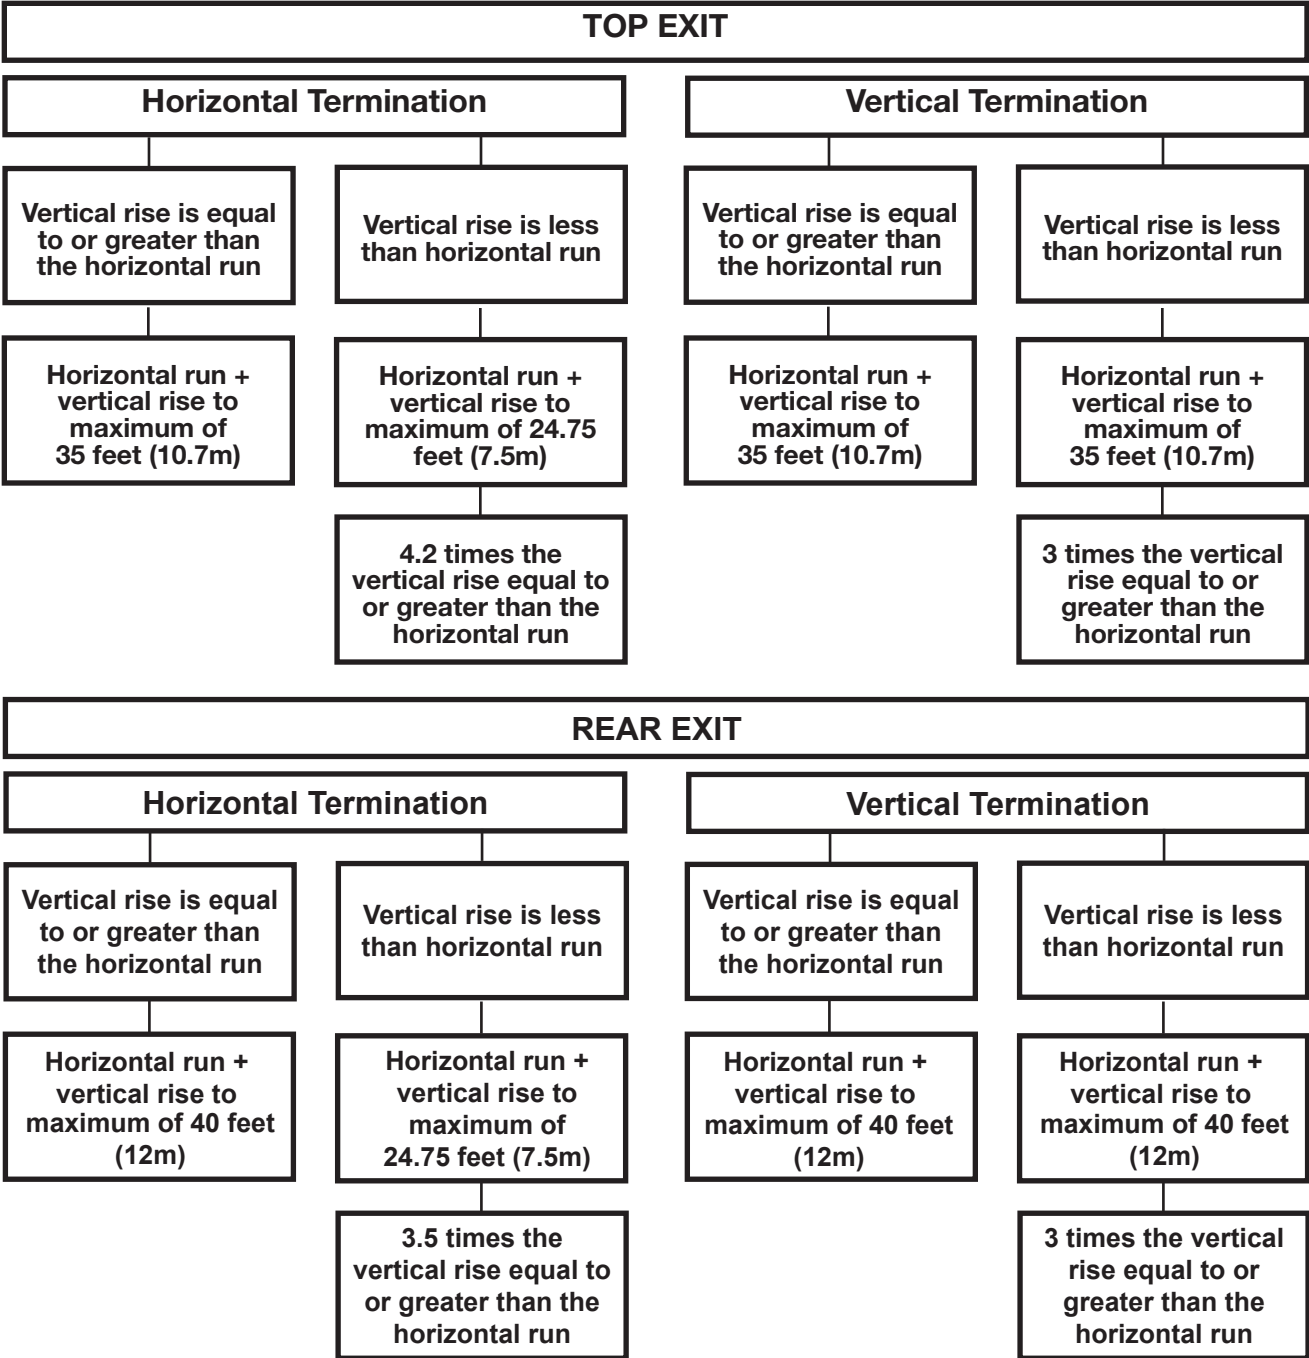 TOP EXIT
Horizontal Termination
Vertical Termination
Vertical rise is equal
to or greater than
the horizontal run
Vertical rise is less
than horizontal run
Vertical rise is equal
to or greater than
the horizontal run
Vertical rise is less
than horizontal run
Horizontal run +
vertical rise to
maximum of
35 feet (10.7m)
Horizontal run +
vertical rise to
maximum of 24.75
feet (7.5m)
Horizontal run +
vertical rise to
maximum of
35 feet (10.7m)
Horizontal run +
vertical rise to
maximum of
35 feet (10.7m)
4.2 times the
vertical rise equal to
or greater than the
horizontal run
3 times the vertical
rise equal to or
greater than the
horizontal run
REAR EXIT
Horizontal Termination
Vertical Termination
Vertical rise is equal
to or greater than
the horizontal run
Vertical rise is less
than horizontal run
Vertical rise is equal
to or greater than
the horizontal run
Vertical rise is less
than horizontal run
Horizontal run +
vertical rise to
maximum of 40 feet
(12m)
Horizontal run +
vertical rise to
maximum of
24.75 feet (7.5m)
Horizontal run +
vertical rise to
maximum of 40 feet
(12m)
Horizontal run +
vertical rise to
maximum of 40 feet
(12m)
3.5 times the
vertical rise equal to
or greater than the
horizontal run
3 times the vertical
rise equal to or
greater than the
horizontal run